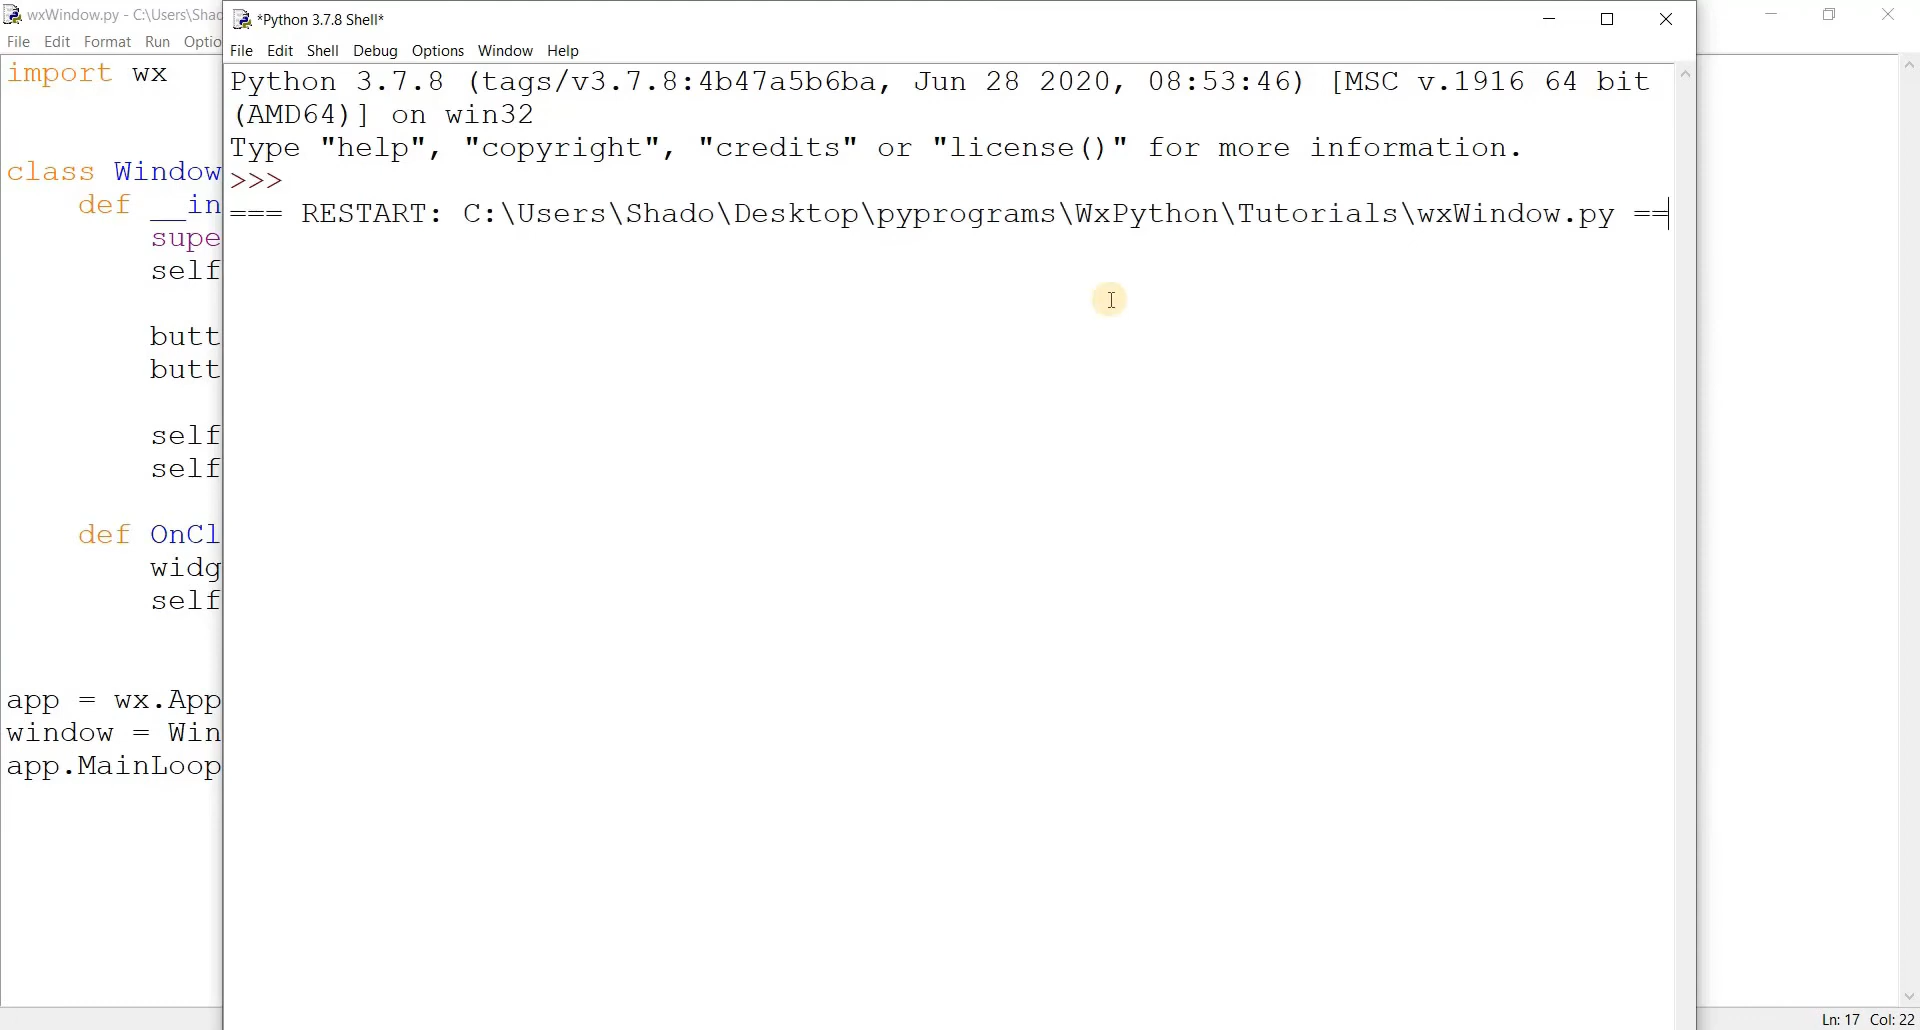 wxWindow.py - C:\Users\Shad
File Edit Format Run Optio
import wx
class Window
def __in
supe
self
butt
butt
self
self
def OnCl
widg
self
app = wx.App
window = Win
app.MainLoop
*Python 3.7.8 Shell*
File Edit Shell Debug Options Window Help
Python 3.7.8 (tags/v3.7.8:4b47a5b6ba, Jun 28 2020, 08:53:46) [MSC v.1916 64 bit
(AMD64)] on win32
Type "help", "copyright", "credits" or "license()" for more information.
>>>
=== RESTART: C:\Users\Shado\Desktop\pyprograms\WxPython\Tutorials\wxWindow.py ==
Ln: 17 Col: 22